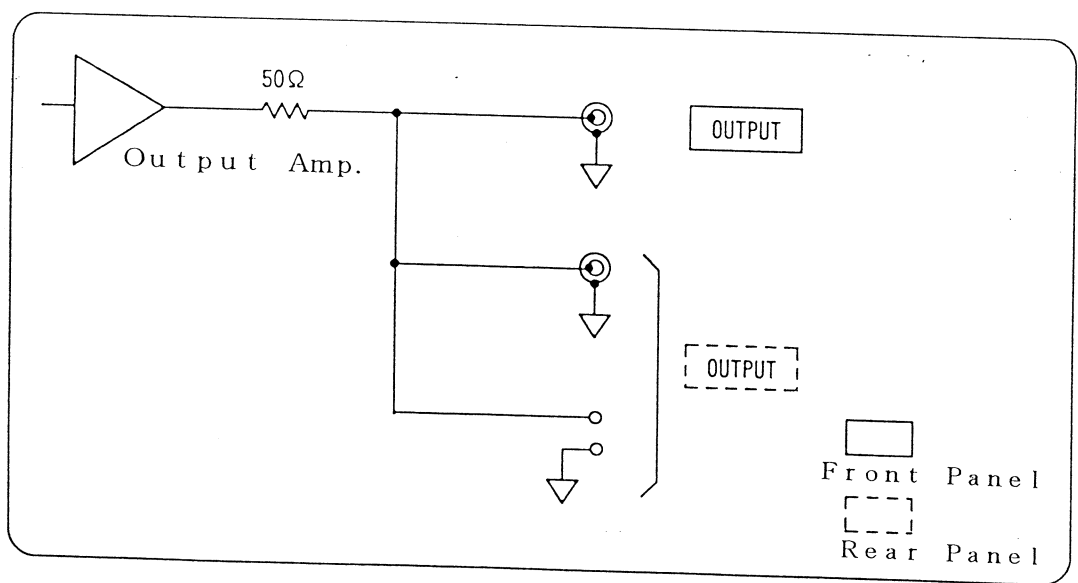 50Ω
Output Amp.
OUTPUT
OUTPUT
Front Panel
Rear Panel